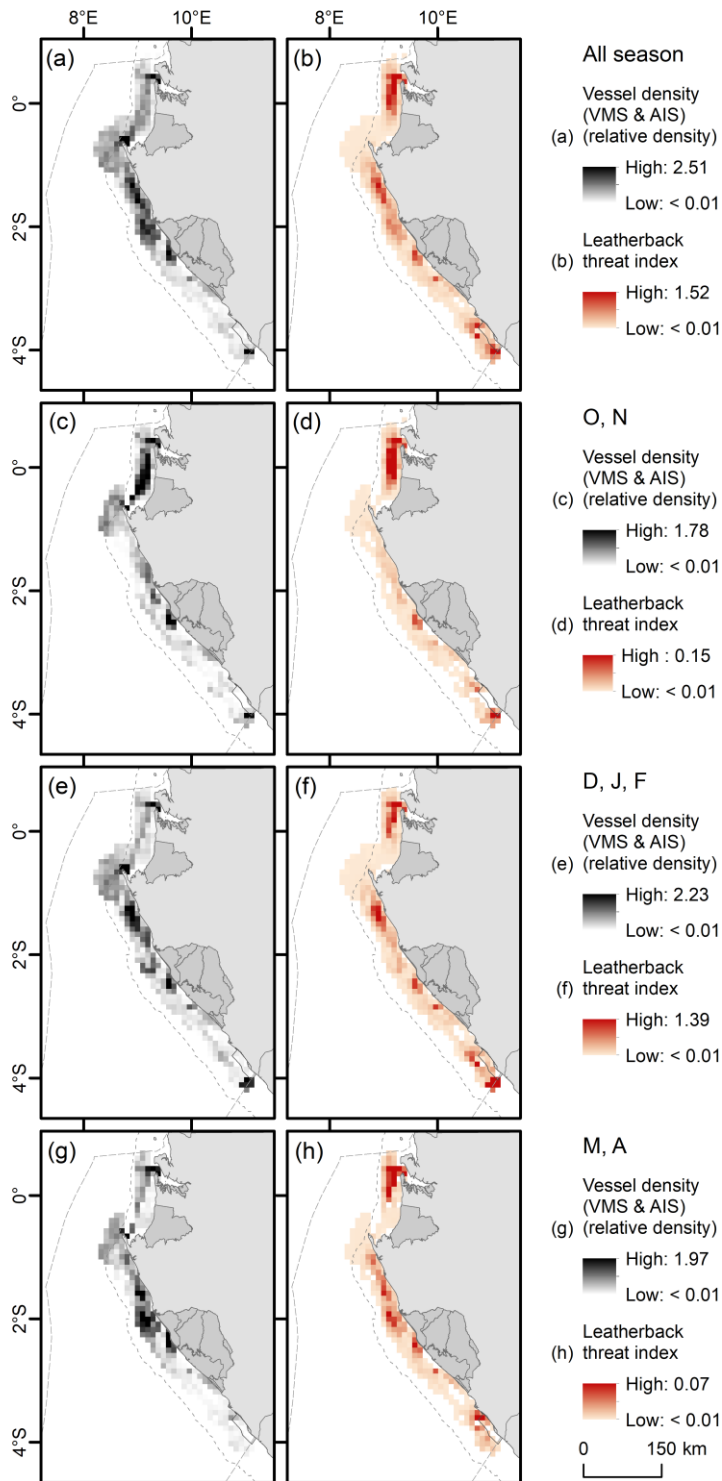 8°E
10°E
8°E
10°E
(a)
(b)
0°
2°S
4°S
All season
Vessel density
(VMS & AIS)
(a) (relative density)
High: 2.51
Low: < 0.01
Leatherback
(b) threat index
High: 1.52
Low: < 0.01
(c)
(d)
0°
2°S
4°S
O, N
Vessel density
(VMS & AIS)
(c) (relative density)
High: 1.78
Low: < 0.01
Leatherback
(d) threat index
High : 0.15
Low: < 0.01
(e)
(f)
0°
2°S
4°S
D, J, F
Vessel density
(VMS & AIS)
(e) (relative density)
High: 2.23
Low: < 0.01
Leatherback
(f) threat index
High: 1.39
Low: < 0.01
(g)
(h)
0°
2°S
4°S
M, A
Vessel density
(VMS & AIS)
(g) (relative density)
High: 1.97
Low: < 0.01
Leatherback
(h) threat index
High: 0.07
Low: < 0.01
0 150 km